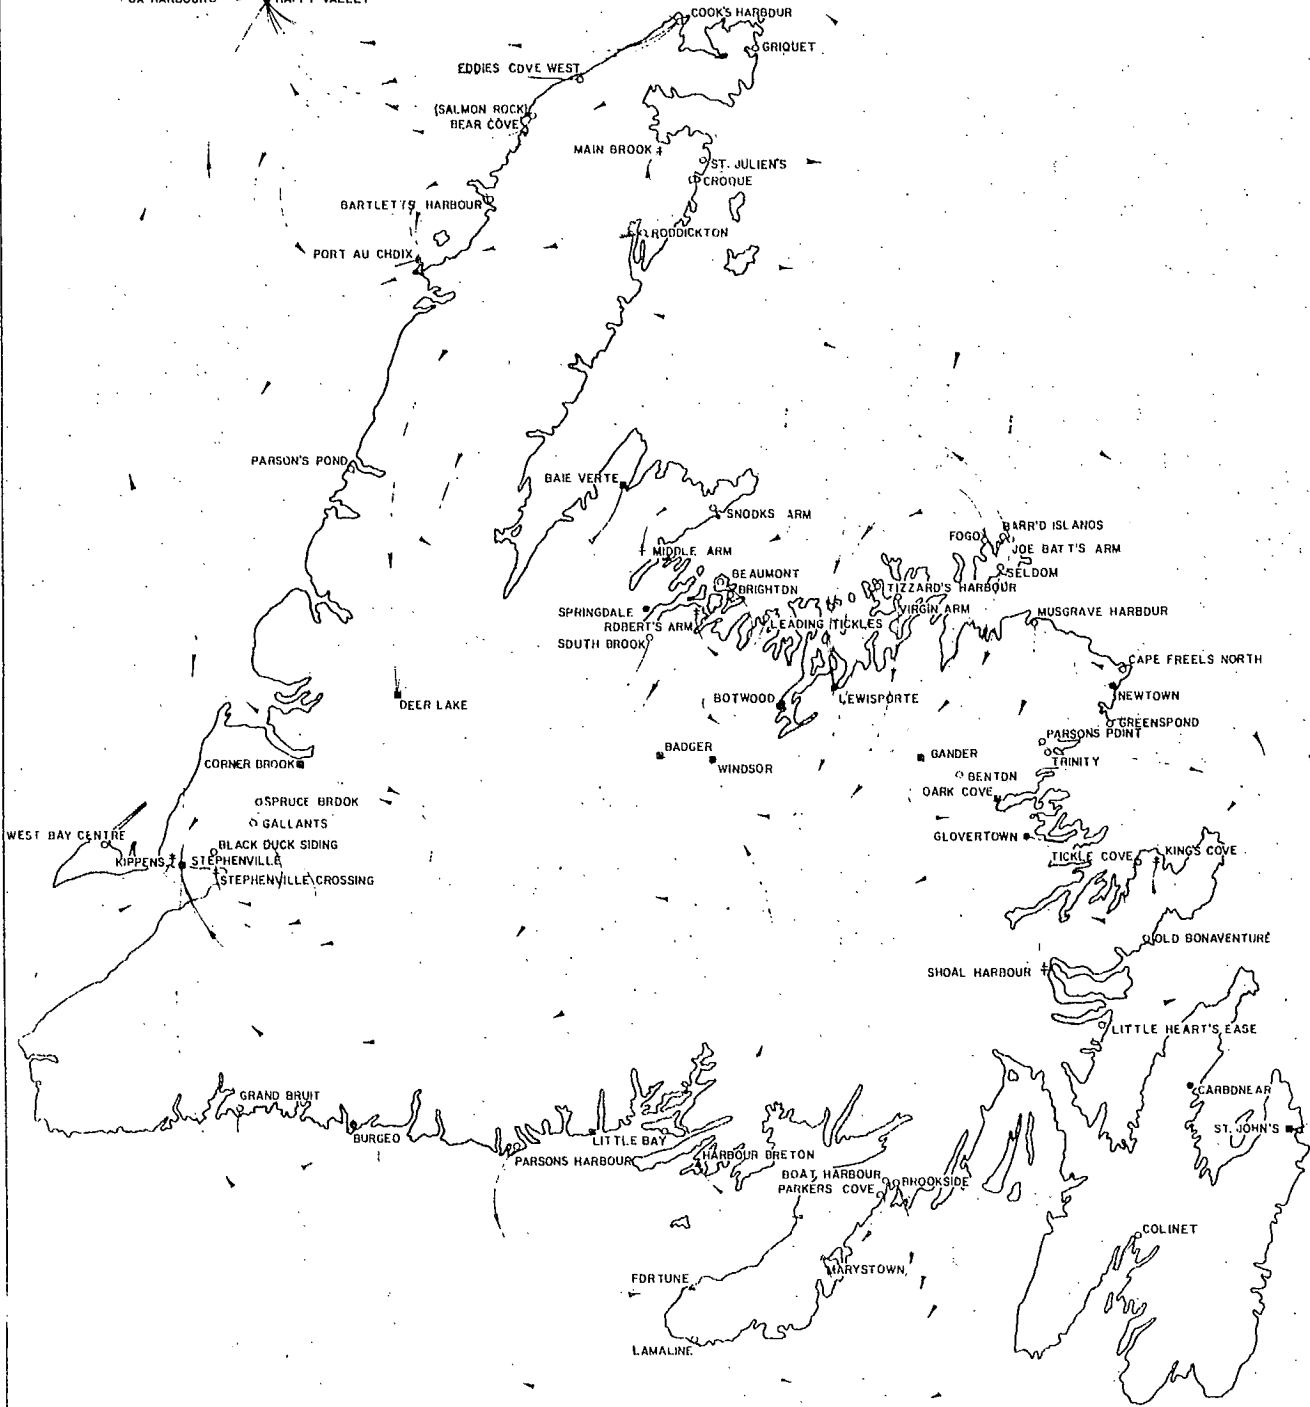 HAPPY VALLEY
COOK'S HARBOUR
GRIQUET
EDDIES COVE WEST
(SALMON ROCK)
BEAR COVE
MAIN BROOK
ST. JULIEN'S
CROQUE
BARTLETTS HARBOUR
RODDICKTON
PORT AU CHOIX
PARSON'S POND
BAIE VERTE
SNOOKS ARM
BARR'D ISLANDS
FOGO
JOE BATT'S ARM
MIDDLE ARM
SELDOM
BEAUMONT
BRIGHTON
TIZZARD'S HARBOUR
SPRINGDALE
VIRGIN ARM
MUSGRAVE HARBOUR
ROBERT'S ARM
LEADING TICKLES
SOUTH BROOK
CAPE FREELS NORTH
DEER LAKE
BOTWOOD
LEWISPORTE
NEWTOWN
GREENSPOND
PARSONS POINT
BADGER
GANDER
TRINITY
CORNER BROOK
WINDSOR
BENTON
DARK COVE
SPRUCE BROOK
GALLANTS
WEST BAY CENTRE
GLOVERTOWN
BLACK DUCK SIDING
KIPPENS
STEPHENVILLE
TICKLE COVE
KING'S COVE
STEPHENVILLE CROSSING
OLD BONAVENTURE
SHOAL HARBOUR
LITTLE HEART'S EASE
CARBONEAR
GRAND BRUIT
ST. JOHN'S
BURGEO
LITTLE BAY
PARSONS HARBOUR
HARBOUR BRETON
BOAT HARBOUR
BROOKSIDE
PARKERS COVE
COLINET
MARYSTOWN
FORTUNE
LAMALINE